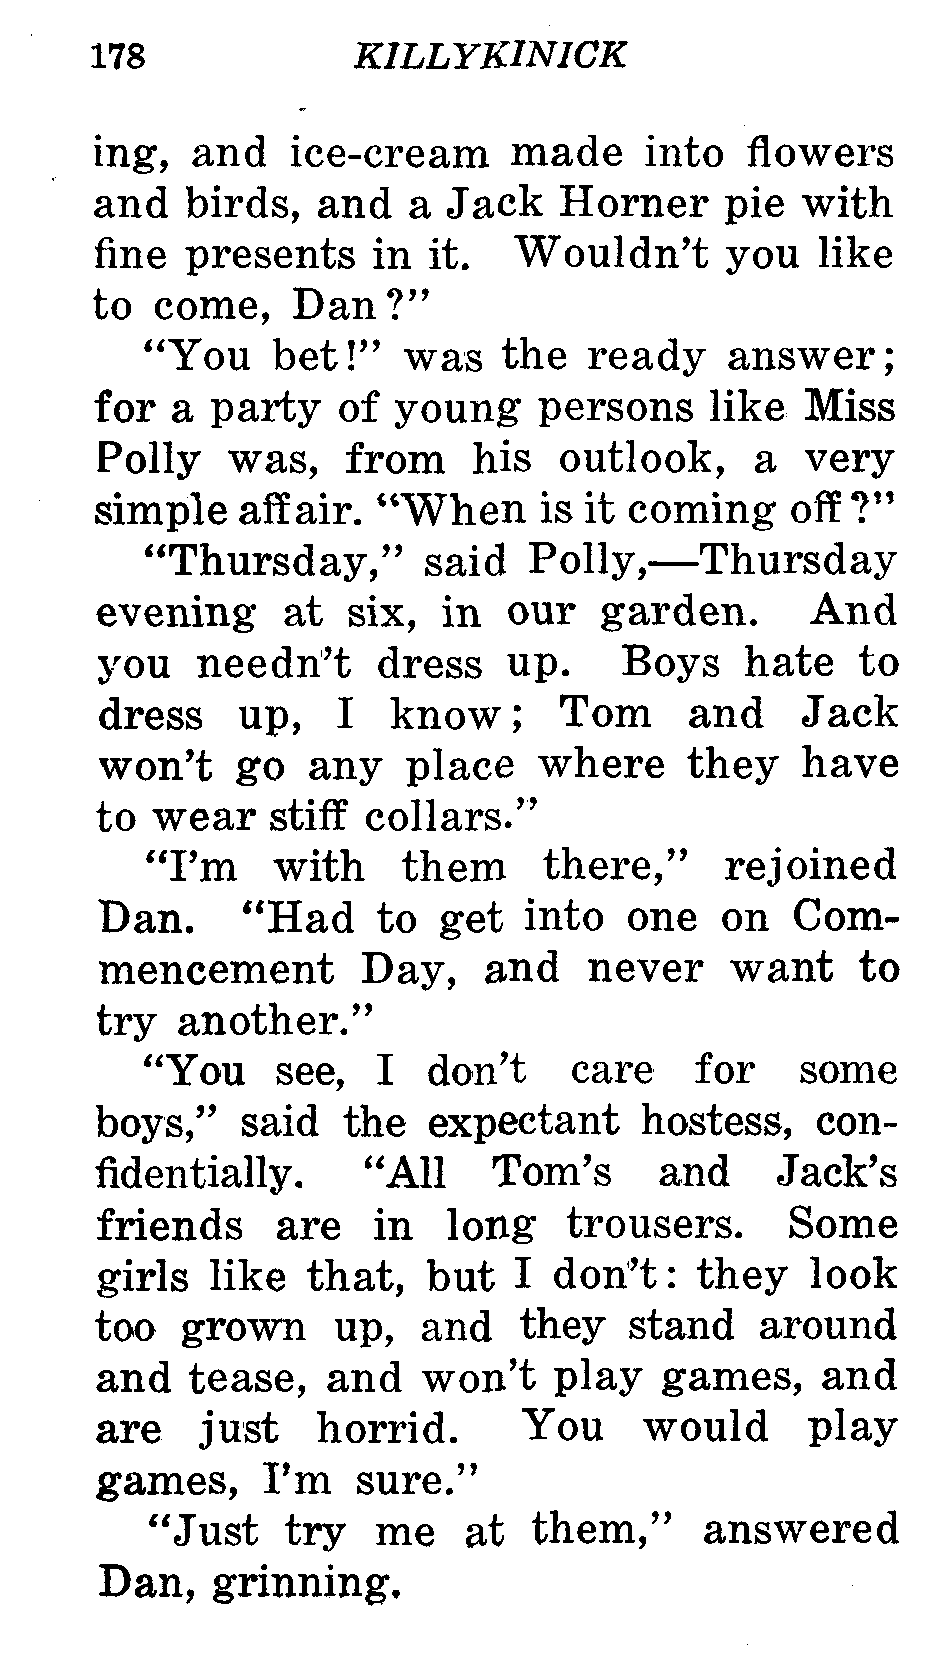 178 KILLYKINICK
ing, and ice-cream made into flowers
and birds, and a Jack Horner pie with
fine presents in it. Wouldn't you like
to come, Dan?"
"You bet!" was the ready answer;
for a party of young persons like Miss
Polly was, from his outlook, a very
simple affair. "When is it coming off?"
"Thursday," said Polly,—Thursday
evening at six, in our garden. And
you needn't dress up. Boys hate to
dress up, I know; Tom and Jack
won't go any place where they have
to wear stiff collars."
"I'm with them there," rejoined
Dan. "Had to get into one on Com-
mencement Day, and never want to
try another."
"You see, I don't care for some
boys," said the expectant hostess, con-
fidentially. "All Tom's and Jack's
friends are in long trousers. Some
girls like that, but I don't: they look
too grown up, and they stand around
and tease, and won't play games, and
are just horrid. You would play
games, I'm sure."
"Just try me at them," answered
Dan, grinning.